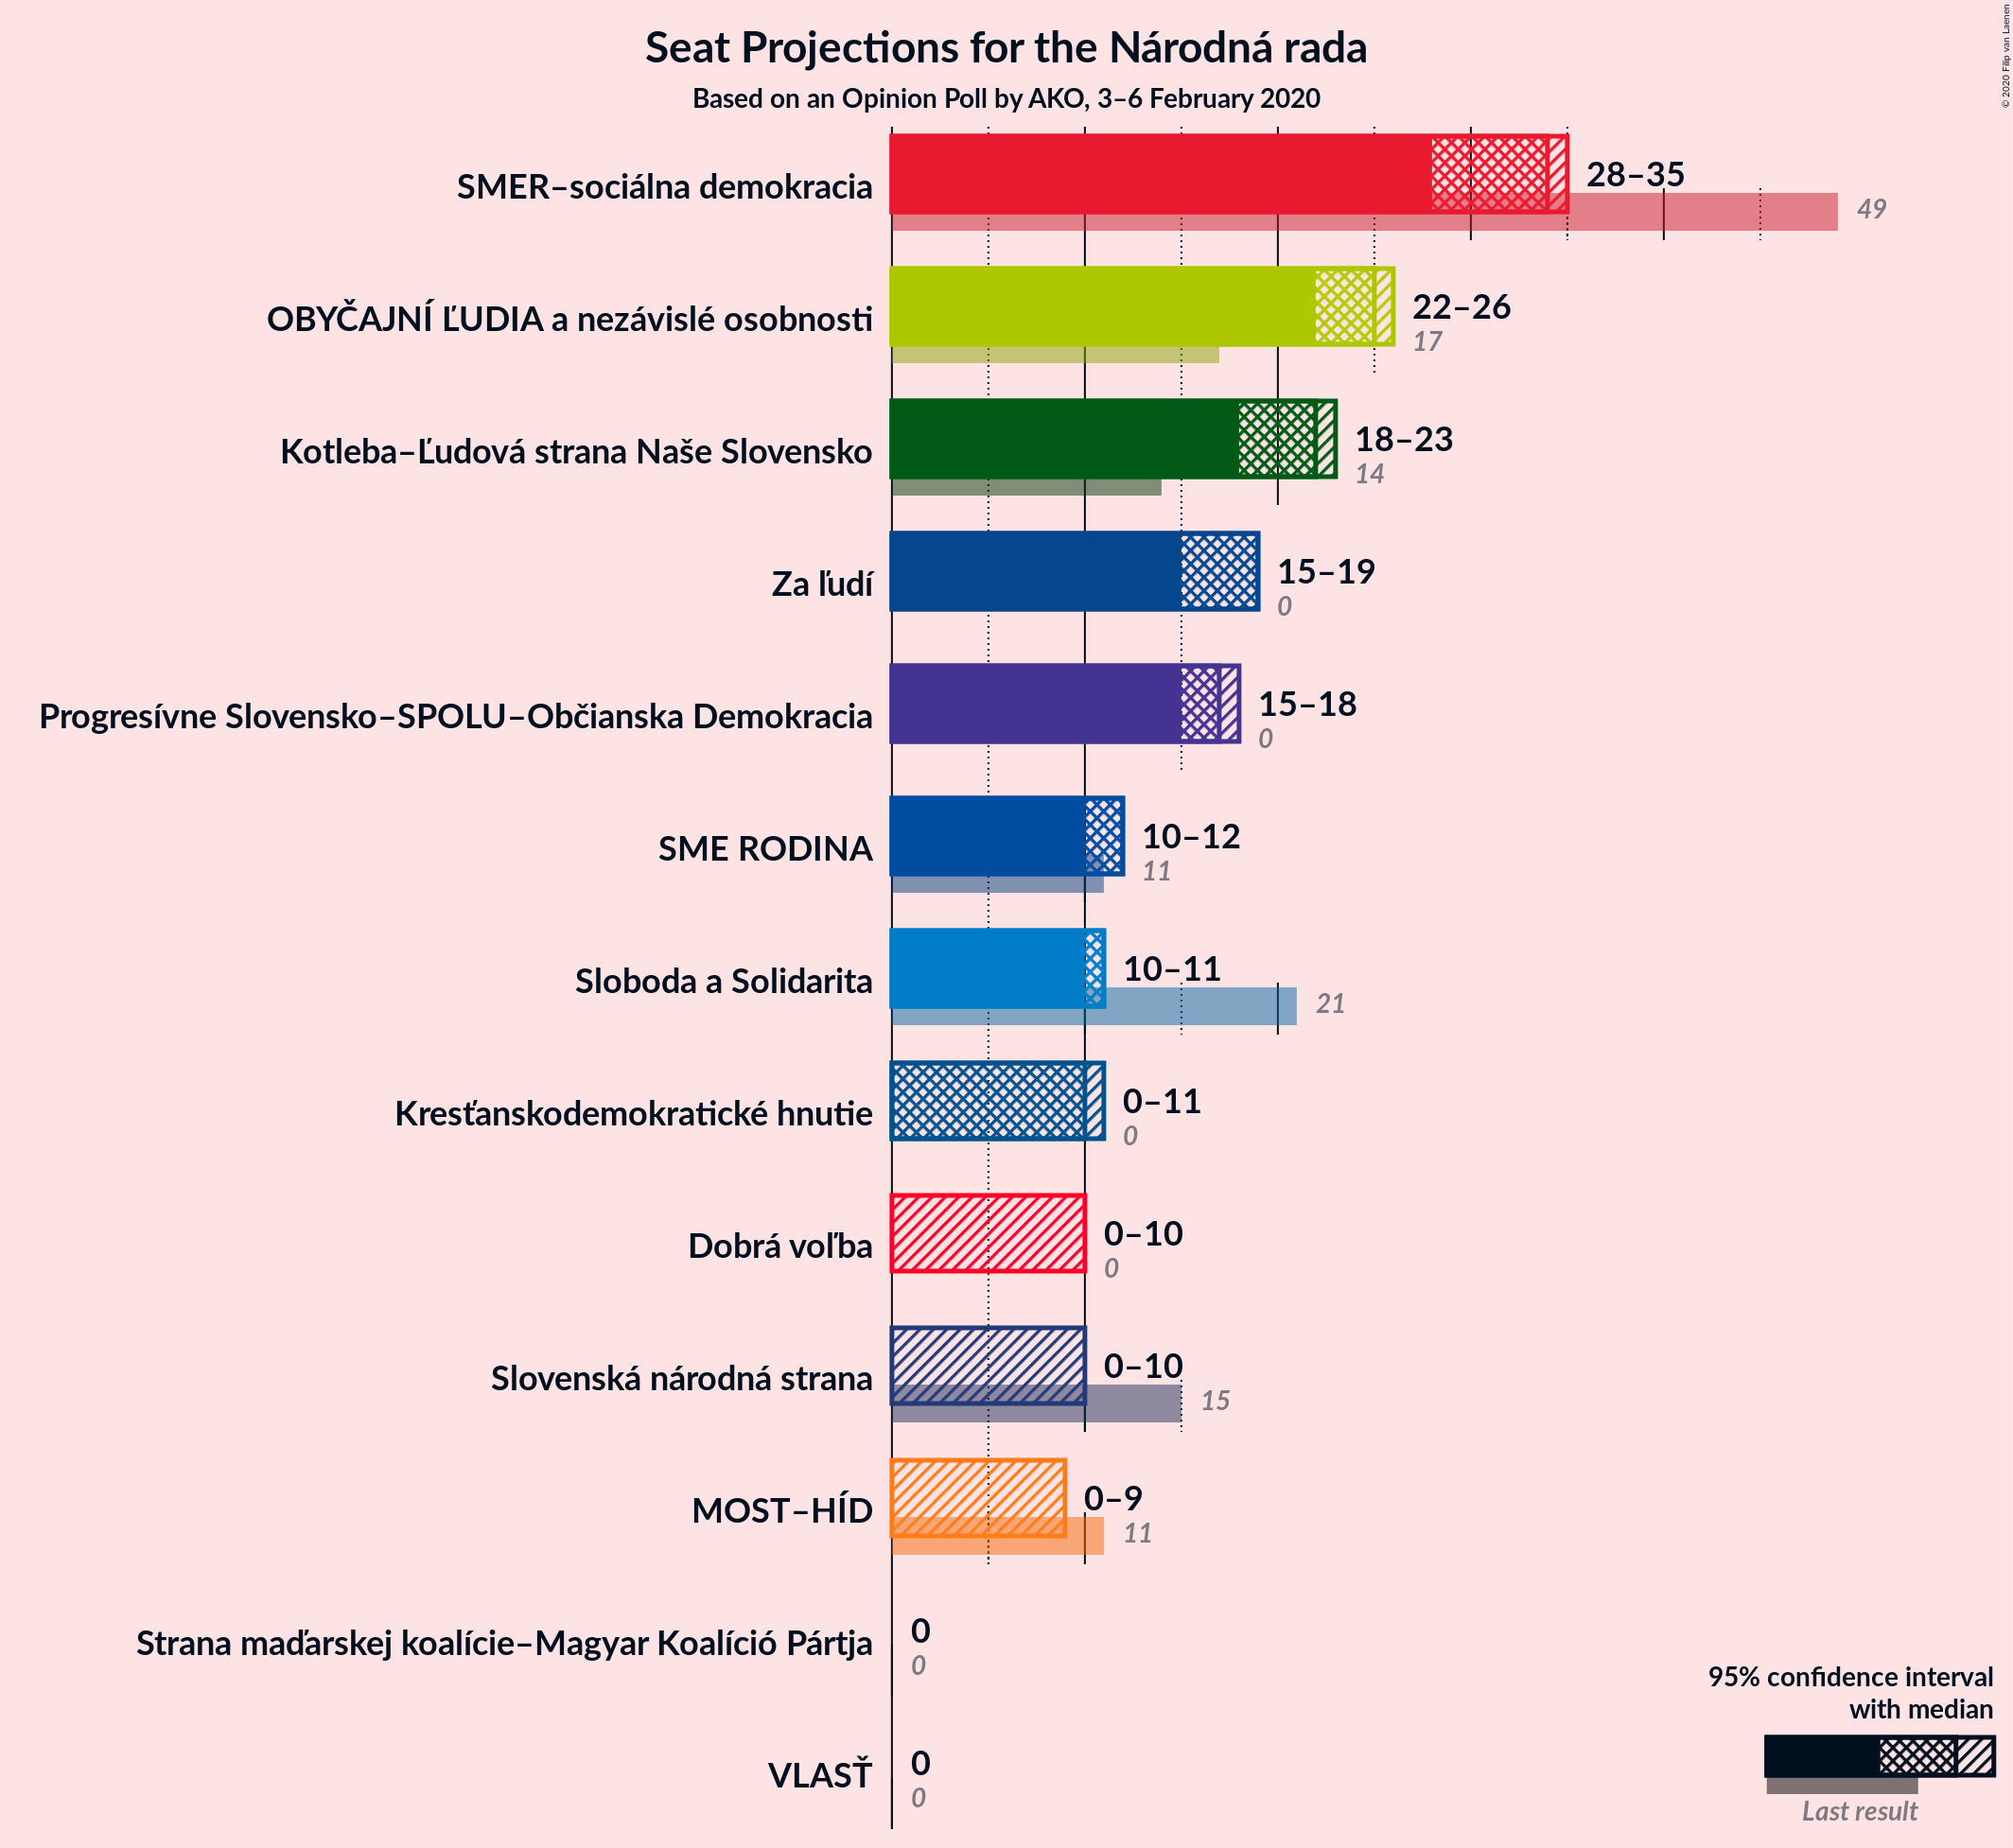 Seat Projections for the Národná rada
Based on an Opinion Poll by AKO, 3–6 February 2020
© 2020 Filip van Laenen
SMER–sociálna demokracia
28–35
49
OBYČAJNÍ ĽUDIA a nezávislé osobnosti
22–26
17
Kotleba–Ľudová strana Naše Slovensko
18–23
14
Za ľudí
15–19
0
Progresívne Slovensko–SPOLU–Občianska Demokracia
15–18
0
SME RODINA
10–12
11
Sloboda a Solidarita
10–11
21
Kresťanskodemokratické hnutie
0–11
0
Dobrá voľba
0–10
0
Slovenská národná strana
0–10
15
MOST–HÍD
0–9
11
Strana maďarskej koalície–Magyar Koalíció Pártja
0
0
VLASŤ
0
0
95% confidence interval
with median
Last result